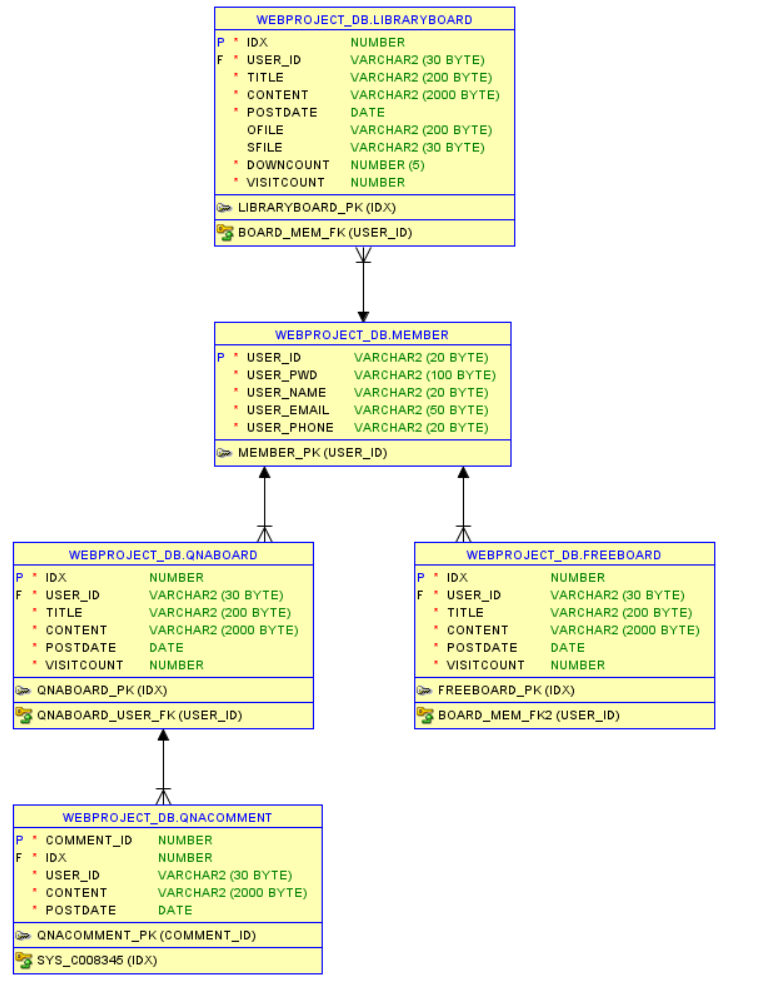 WEBPROJECT_DB.LIBRARYBOARD
P * IDX NUMBER
F * USER_ID VARCHAR2 (30 BYTE)
* TITLE VARCHAR2 (200 BYTE)
* CONTENT VARCHAR2 (2000 BYTE)
* POSTDATE DATE
OFILE VARCHAR2 (200 BYTE)
SFILE VARCHAR2 (30 BYTE)
* DOWNCOUNT NUMBER (5)
* VISITCOUNT NUMBER
LIBRARYBOARD_PK (IDX)
BOARD_MEM_FK (USER_ID)
WEBPROJECT_DB.MEMBER
P * USER_ID VARCHAR2 (20 BYTE)
* USER_PWD VARCHAR2 (100 BYTE)
* USER_NAME VARCHAR2 (20 BYTE)
* USER_EMAIL VARCHAR2 (50 BYTE)
* USER_PHONE VARCHAR2 (20 BYTE)
MEMBER_PK (USER_ID)
WEBPROJECT_DB.QNABOARD
P * IDX NUMBER
F * USER_ID VARCHAR2 (30 BYTE)
* TITLE VARCHAR2 (200 BYTE)
* CONTENT VARCHAR2 (2000 BYTE)
* POSTDATE DATE
* VISITCOUNT NUMBER
QNABOARD_PK (IDX)
QNABOARD_USER_FK (USER_ID)
WEBPROJECT_DB.FREEBOARD
P * IDX NUMBER
F * USER_ID VARCHAR2 (30 BYTE)
* TITLE VARCHAR2 (200 BYTE)
* CONTENT VARCHAR2 (2000 BYTE)
* POSTDATE DATE
* VISITCOUNT NUMBER
FREEBOARD_PK (IDX)
BOARD_MEM_FK2 (USER_ID)
WEBPROJECT_DB.QNACOMMENT
P * COMMENT_ID NUMBER
F * IDX NUMBER
* USER_ID VARCHAR2 (30 BYTE)
* CONTENT VARCHAR2 (2000 BYTE)
* POSTDATE DATE
QNACOMMENT_PK (COMMENT_ID)
SYS_C008345 (IDX)